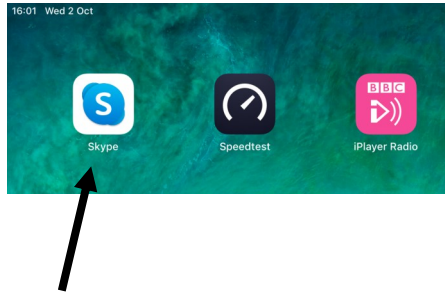 16:01 Wed 2 Oct
S
BBC
Skype
Speedtest
iPlayer Radio